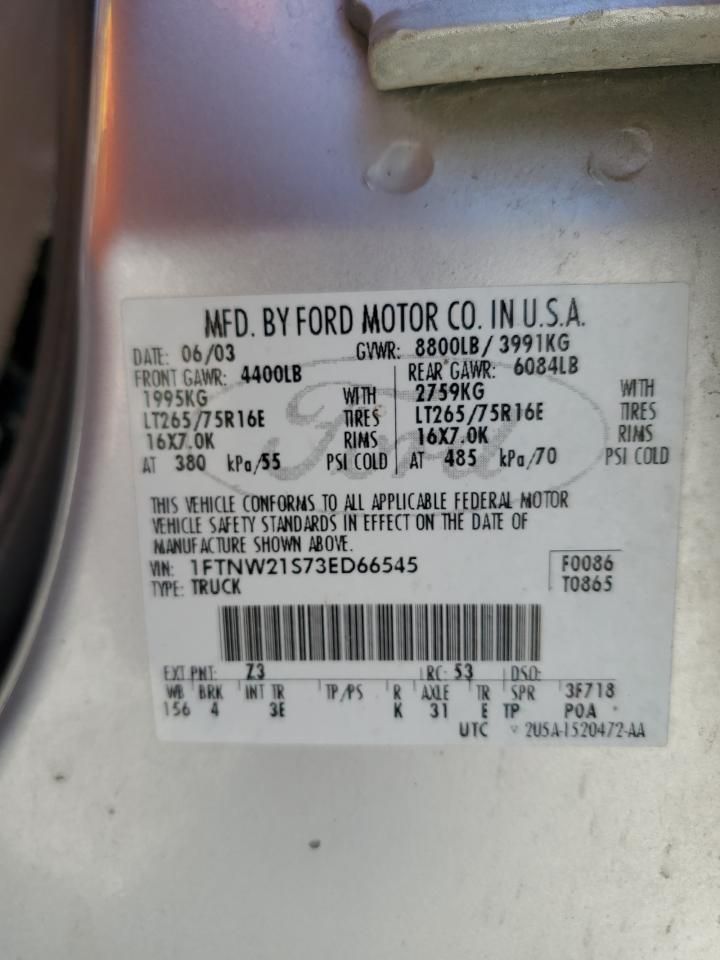 MFD. BY FORD MOTOR CO. IN U.S.A.
DATE: 06/03 GVWR: 8800LB/ 3991KG
FRONT GAWR: 4400LB REAR GAWR: 6084LB
1995KG WITH 2759KG WITH
LT265/75R16E TIRES LT265/75R16E TIRES
16X7.0K RIMS 16X7.0K RIMS
AT 380 kPa/55 PSI COLD AT 485 kPa/70 PSI COLD
Ford
THIS VEHICLE CONFORMS TO ALL APPLICABLE FEDERAL MOTOR
VEHICLE SAFETY STANDARDS IN EFFECT ON THE DATE OF
MANUFACTURE SHOWN ABOVE.
VIN: 1FTNW21S73ED66545 F0086
TYPE: TRUCK T0865
EXT PNT: Z3 RC: 53 DSO:
WB BRK INT TR TP/PS R AXLE TR SPR 3F718
156 4 3E K 31 E TP POA
UTC 2U5A-1520472-AA